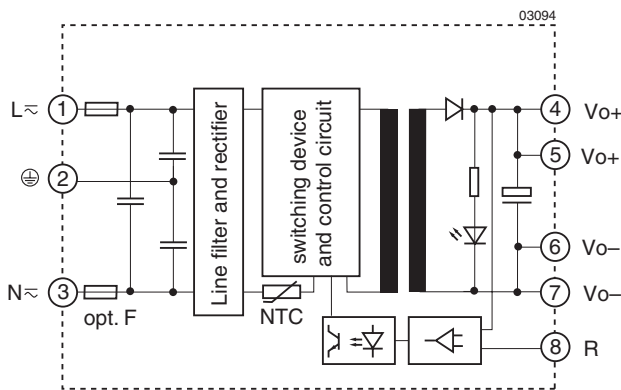 03094
L⎓̃ 1
4 Vo+
5 Vo+
2
Line filter and rectifier
switching device
and control circuit
6 Vo–
N⎓̃ 3
7 Vo–
opt. F
NTC
8 R